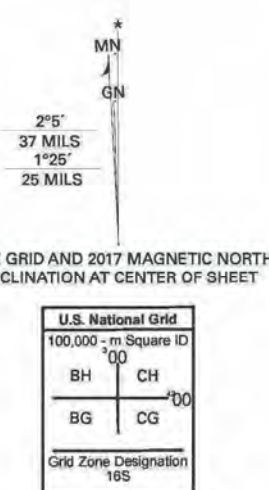 *
MN
GN
2°5´
37 MILS
1°25´
25 MILS
GRID AND 2017 MAGNETIC NORTH
CLINATION AT CENTER OF SHEET
U.S. National Grid
100,000 - m Square ID
³00
BH CH
00
BG CG
Grid Zone Designation
16S